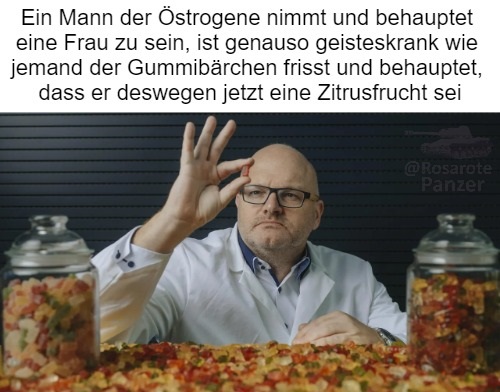 Ein Mann der Östrogene nimmt und behauptet
eine Frau zu sein, ist genauso geisteskrank wie
jemand der Gummibärchen frisst und behauptet,
dass er deswegen jetzt eine Zitrusfrucht sei
@Rosarote
Panzer